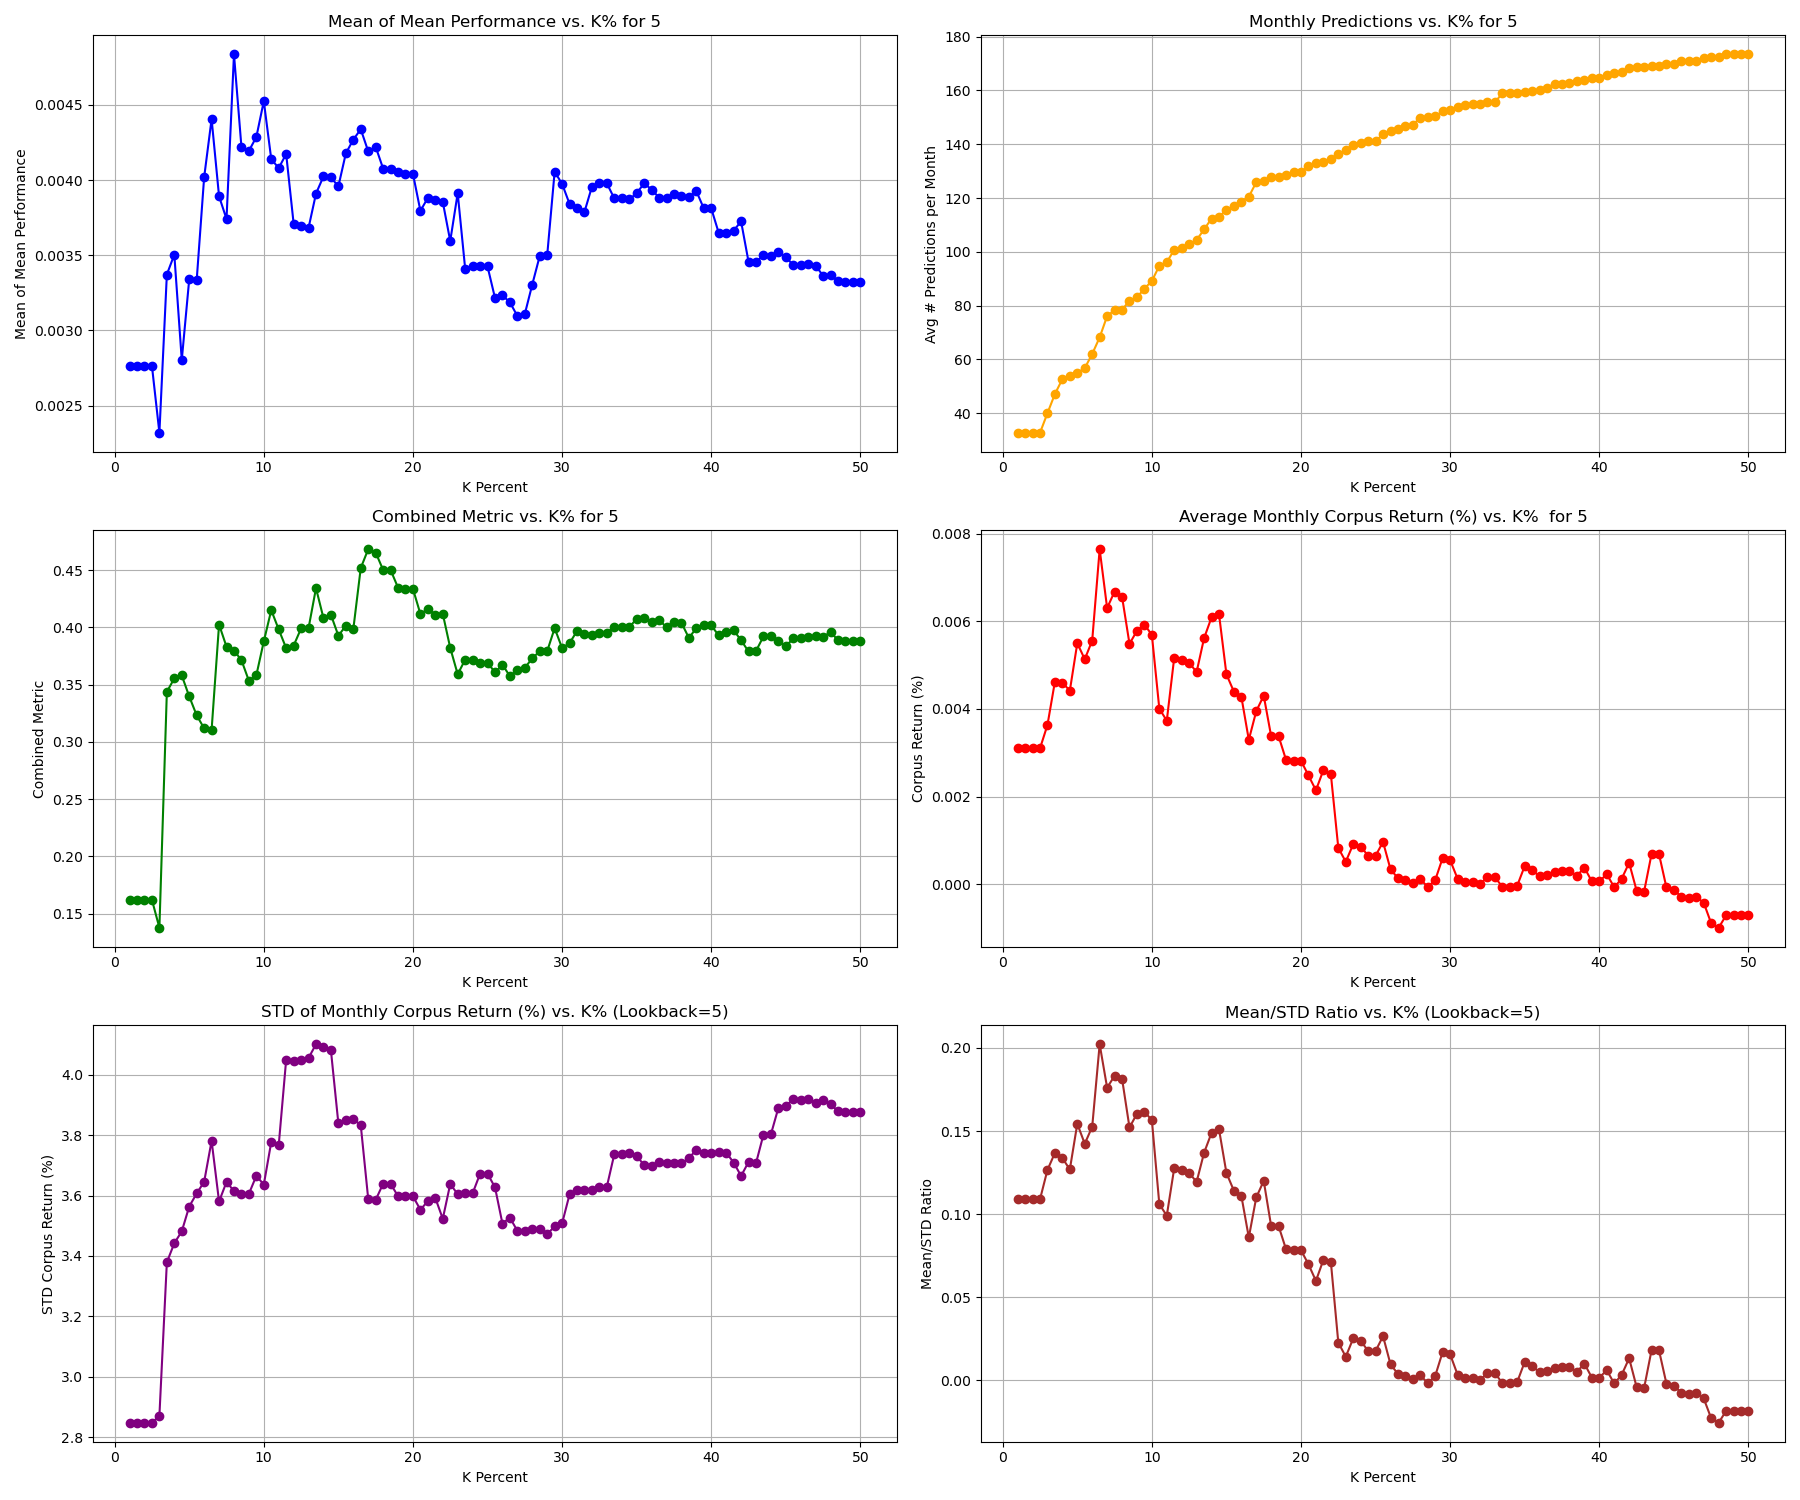 Mean of Mean Performance vs. K% for 5
Mean of Mean Performance
0.0045
0.0040
0.0035
0.0030
0.0025
0 10 20 30 40 50
K Percent
Monthly Predictions vs. K% for 5
Avg # Predictions per Month
180
160
140
120
100
80
60
40
0 10 20 30 40 50
K Percent
Combined Metric vs. K% for 5
Combined Metric
0.45
0.40
0.35
0.30
0.25
0.20
0.15
0 10 20 30 40 50
K Percent
Average Monthly Corpus Return (%) vs. K%  for 5
Corpus Return (%)
0.008
0.006
0.004
0.002
0.000
0 10 20 30 40 50
K Percent
STD of Monthly Corpus Return (%) vs. K% (Lookback=5)
STD Corpus Return (%)
4.0
3.8
3.6
3.4
3.2
3.0
2.8
0 10 20 30 40 50
K Percent
Mean/STD Ratio vs. K% (Lookback=5)
Mean/STD Ratio
0.20
0.15
0.10
0.05
0.00
0 10 20 30 40 50
K Percent